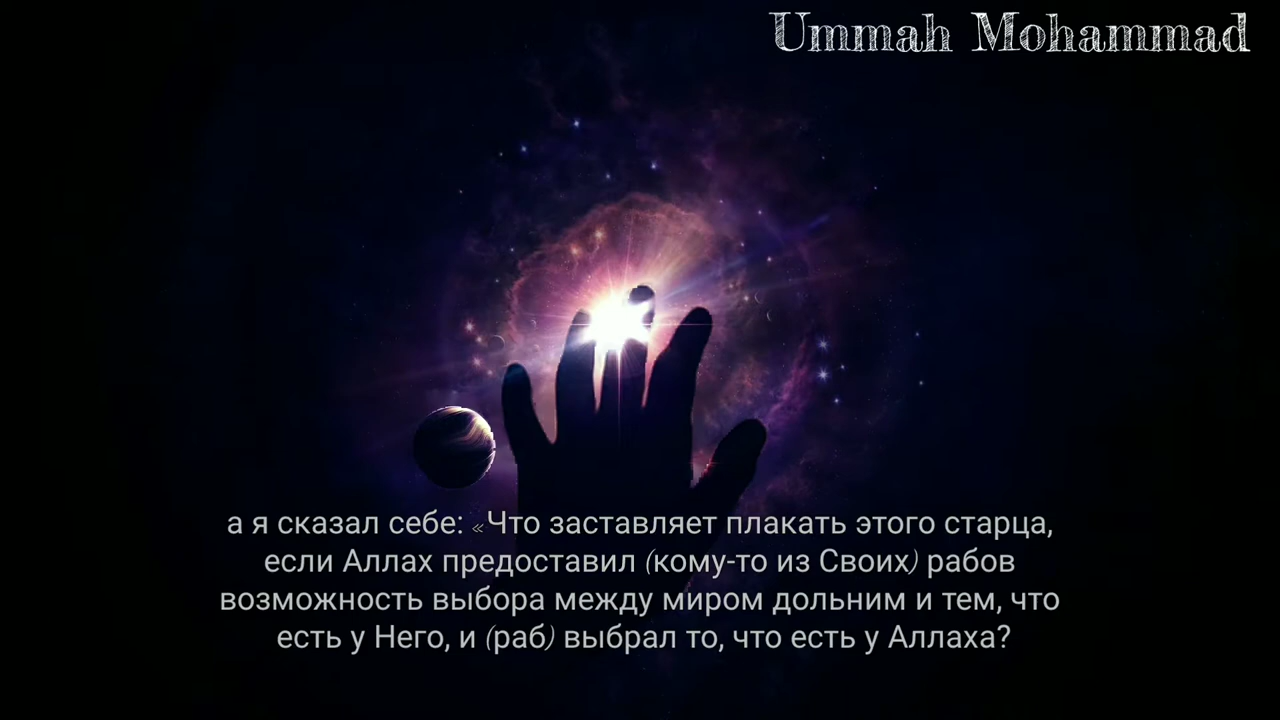 Ummah Mohammad
а я сказал себе: «Что заставляет плакать этого старца,
если Аллах предоставил (кому-то из Своих) рабов
возможность выбора между миром дольним и тем, что
есть у Него, и (раб) выбрал то, что есть у Аллаха?